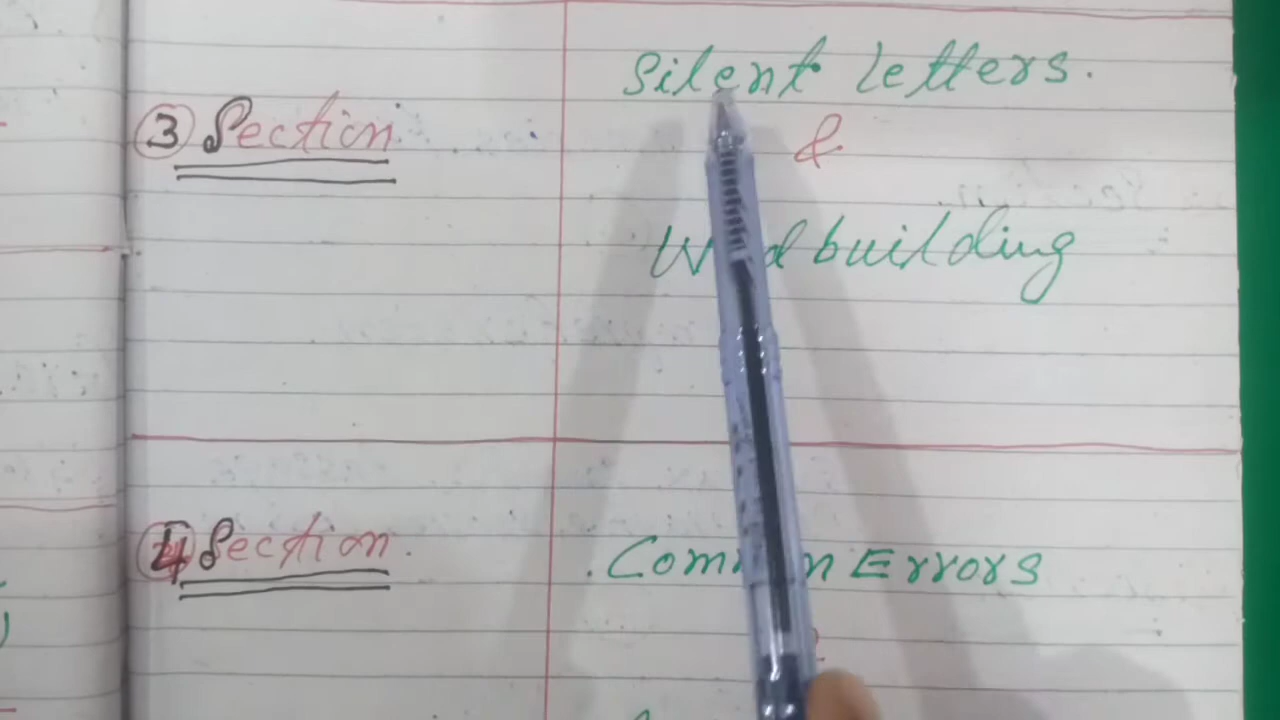 ③ Section
Silent Letters.
&
building
④ Section.
Errors